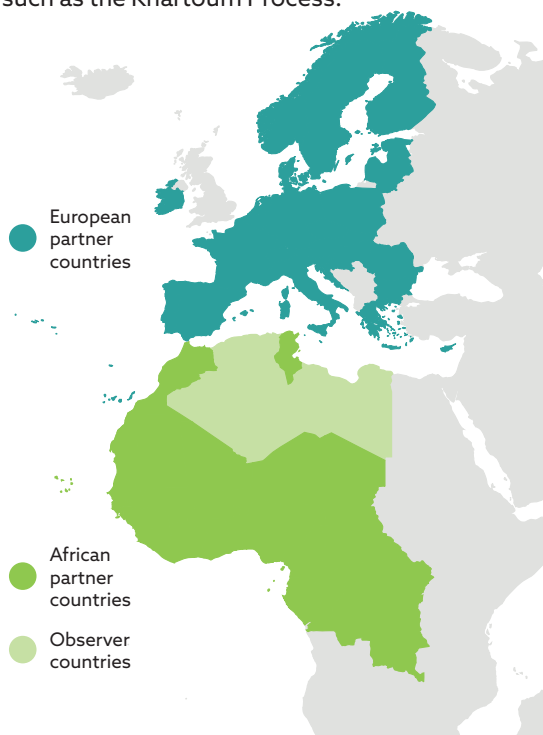 such as the Khartoum Process.
European
partner
countries
African
partner
countries
Observer
countries